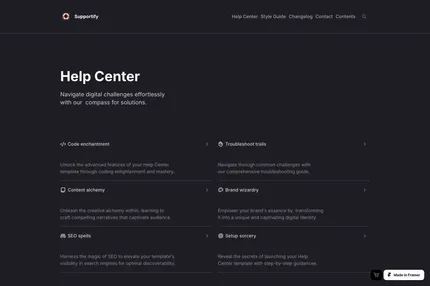 Supportify
Help Center Style Guide Changelog Contact Contents
Help Center
Navigate digital challenges effortlessly
with our compass for solutions.
Code enchantment
Unlock the advanced features of your Help Center
template through coding enlightenment and mastery.
Troubleshoot trails
Navigate through common challenges with
our comprehensive troubleshooting guide.
Content alchemy
Unleash the creative alchemy within, learning to
craft compelling narratives that captivate audience.
Brand wizardry
Empower your brand's essence by transforming
it into a unique and captivating digital identity.
SEO spells
Harness the magic of SEO to elevate your template's
visibility in search engines for optimal discoverability.
Setup sorcery
Reveal the secrets of launching your Help
Center template with step-by-step guidances.
Made in Framer